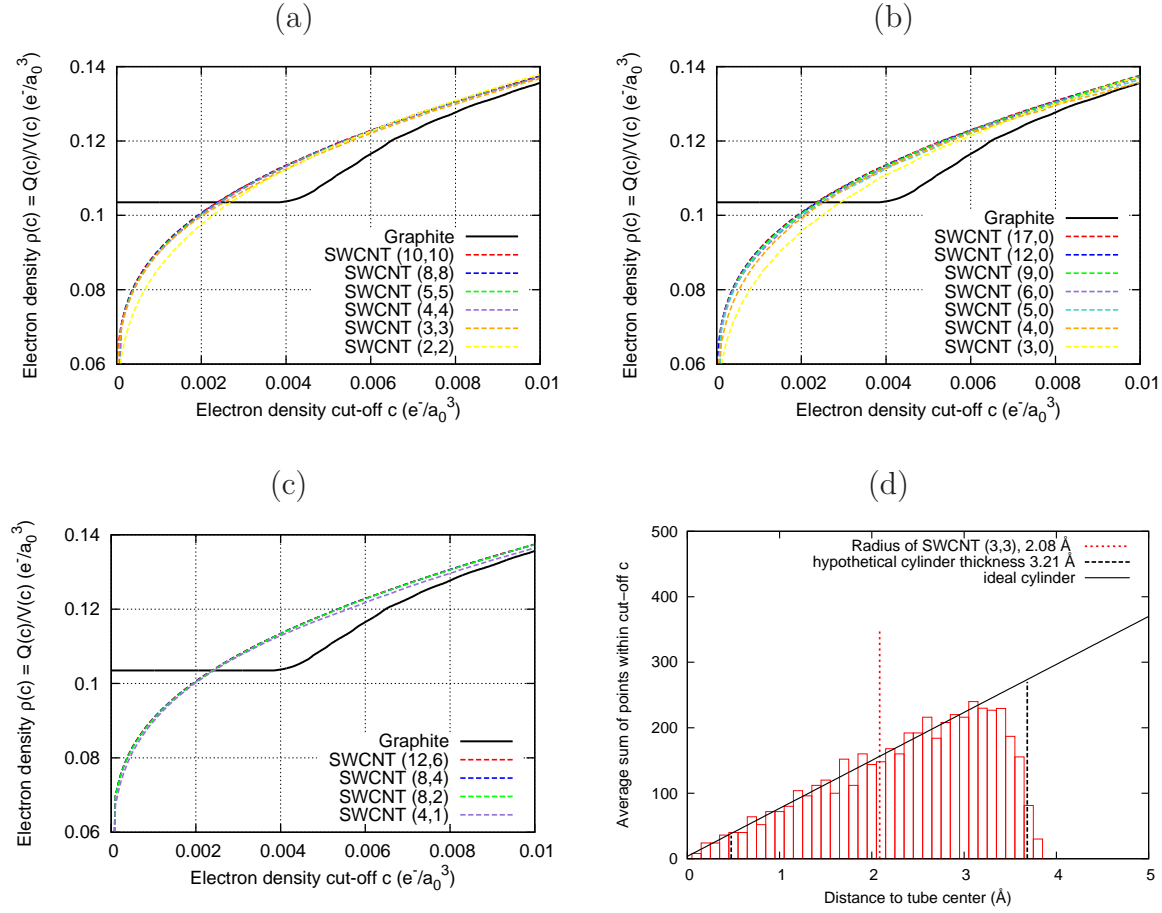 (a)
Electron density ρ(c) = Q(c)/V(c) (e⁻/a₀³)
0.14
0.12
0.1
0.08
0.06
Graphite
SWCNT (10,10)
SWCNT (8,8)
SWCNT (5,5)
SWCNT (4,4)
SWCNT (3,3)
SWCNT (2,2)
0 0.002 0.004 0.006 0.008 0.01
Electron density cut-off c (e⁻/a₀³)
(b)
Electron density ρ(c) = Q(c)/V(c) (e⁻/a₀³)
0.14
0.12
0.1
0.08
0.06
Graphite
SWCNT (17,0)
SWCNT (12,0)
SWCNT (9,0)
SWCNT (6,0)
SWCNT (5,0)
SWCNT (4,0)
SWCNT (3,0)
0 0.002 0.004 0.006 0.008 0.01
Electron density cut-off c (e⁻/a₀³)
(c)
Electron density ρ(c) = Q(c)/V(c) (e⁻/a₀³)
0.14
0.12
0.1
0.08
0.06
Graphite
SWCNT (12,6)
SWCNT (8,4)
SWCNT (8,2)
SWCNT (4,1)
0 0.002 0.004 0.006 0.008 0.01
Electron density cut-off c (e⁻/a₀³)
(d)
Average sum of points within cut-off c
500
400
300
200
100
0
Radius of SWCNT (3,3), 2.08 Å
hypothetical cylinder thickness 3.21 Å
ideal cylinder
0 1 2 3 4 5
Distance to tube center (Å)